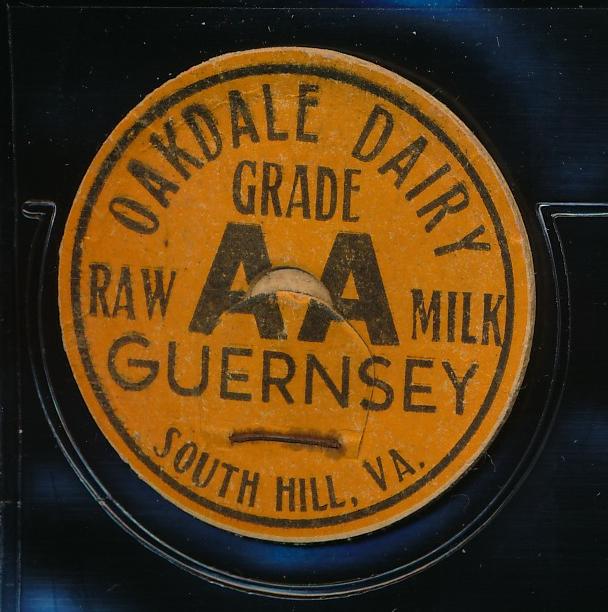 OAKDALE DAIRY
GRADE
AA
RAW MILK
GUERNSEY
SOUTH HILL, VA.